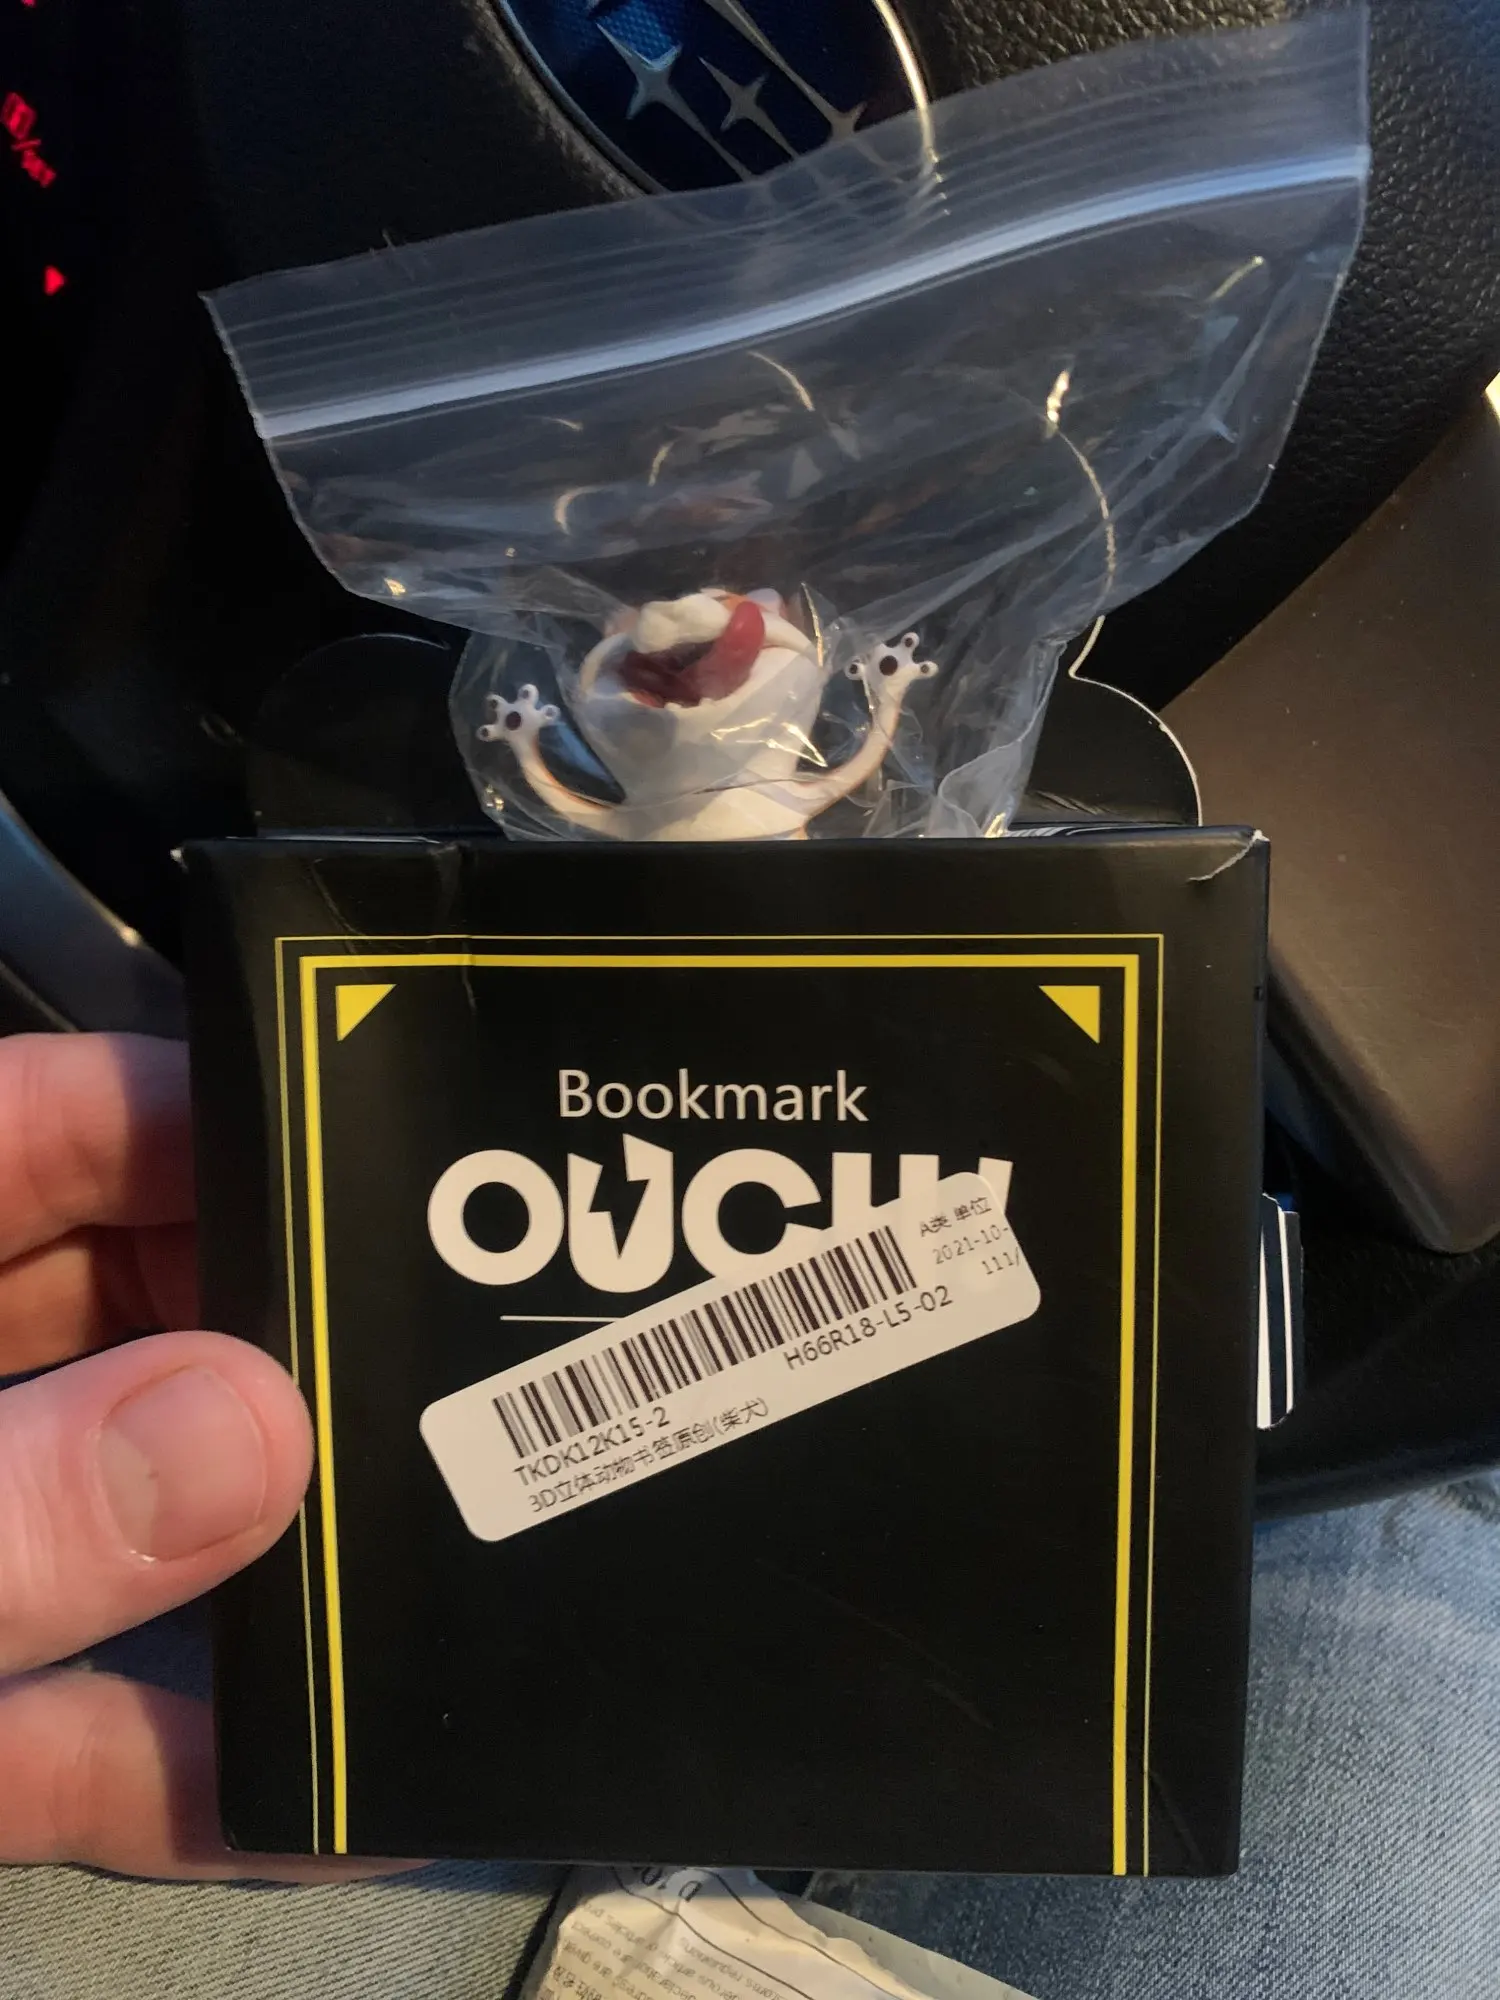 Bookmark
OUCH!
A类 单位
2021-10-
111/
H66R18-L5-02
TKDK12K15-2
3D立体动物书签原创(柴犬)